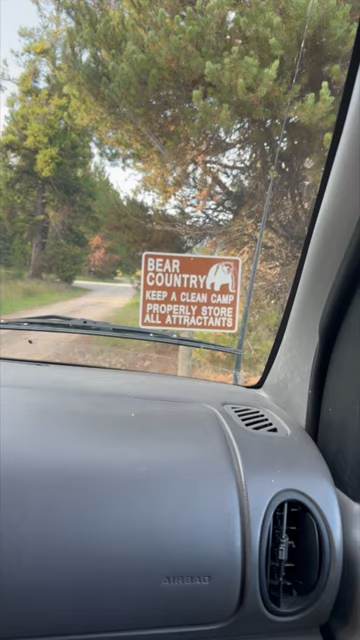 BEAR
COUNTRY
KEEP A CLEAN CAMP
PROPERLY STORE
ALL ATTRACTANTS
AIRBAG